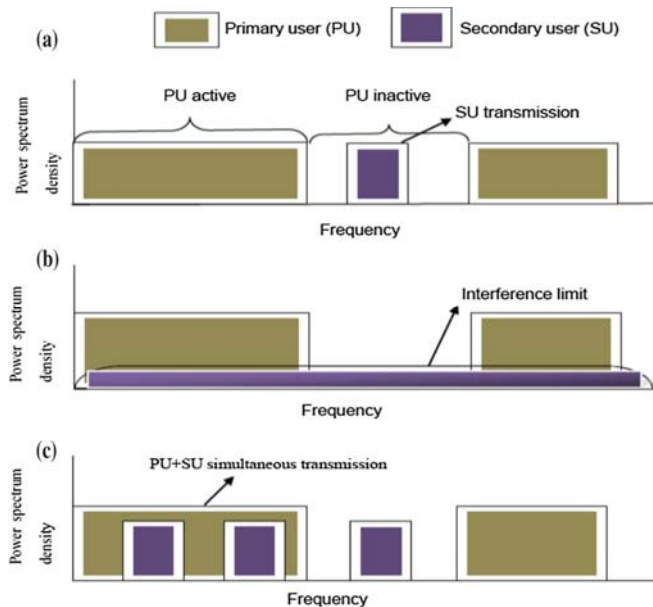 Primary user (PU)
Secondary user (SU)
(a)
PU active
PU inactive
SU transmission
Power spectrum
density
Frequency
(b)
Interference limit
Power spectrum
density
Frequency
(c)
PU+SU simultaneous transmission
Power spectrum
density
Frequency